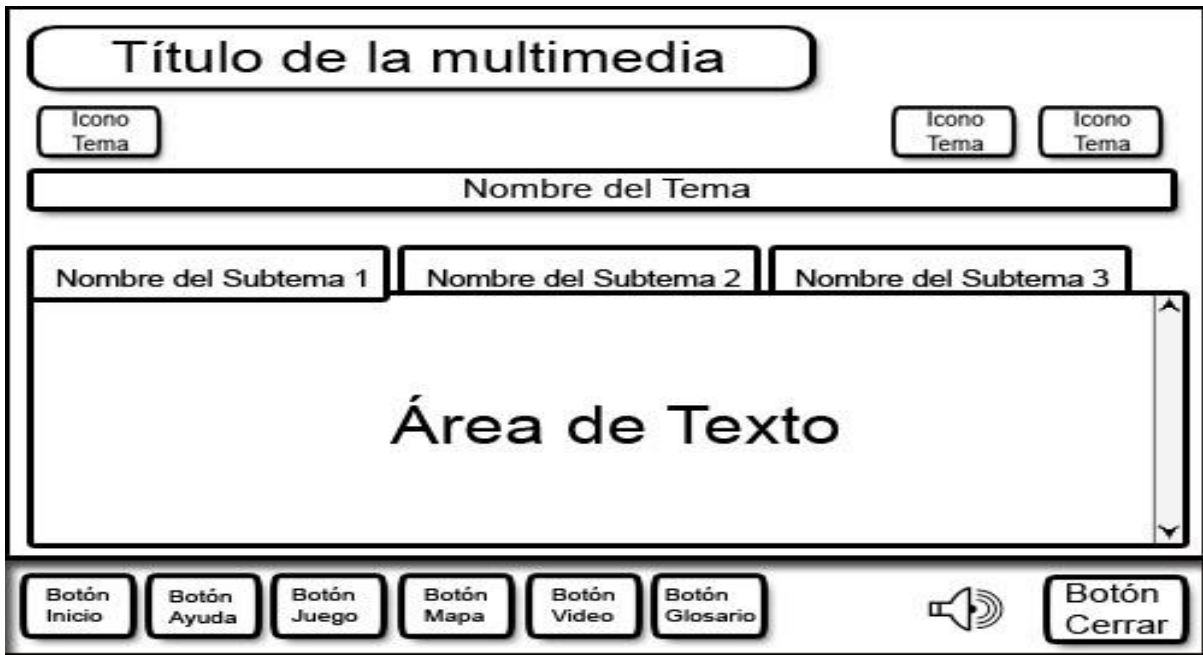 Título de la multimedia
Icono
Tema
Icono
Tema
Icono
Tema
Nombre del Tema
Nombre del Subtema 1
Nombre del Subtema 2
Nombre del Subtema 3
Área de Texto
Botón
Inicio
Botón
Ayuda
Botón
Juego
Botón
Mapa
Botón
Video
Botón
Glosario
Botón
Cerrar